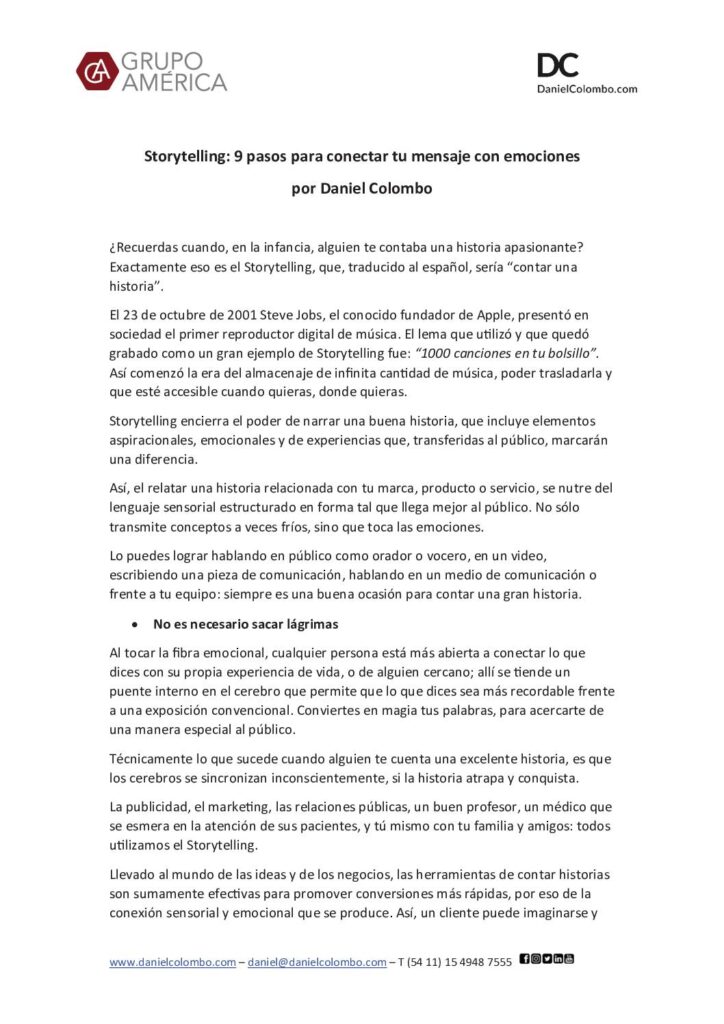 GRUPO
AMÉRICA
DC
DanielColombo.com
Storytelling: 9 pasos para conectar tu mensaje con emociones
por Daniel Colombo
¿Recuerdas cuando, en la infancia, alguien te contaba una historia apasionante?
Exactamente eso es el Storytelling, que, traducido al español, sería “contar una
historia”.
El 23 de octubre de 2001 Steve Jobs, el conocido fundador de Apple, presentó en
sociedad el primer reproductor digital de música. El lema que utilizó y que quedó
grabado como un gran ejemplo de Storytelling fue: “1000 canciones en tu bolsillo”.
Así comenzó la era del almacenaje de infinita cantidad de música, poder trasladarla y
que esté accesible cuando quieras, donde quieras.
Storytelling encierra el poder de narrar una buena historia, que incluye elementos
aspiracionales, emocionales y de experiencias que, transferidas al público, marcarán
una diferencia.
Así, el relatar una historia relacionada con tu marca, producto o servicio, se nutre del
lenguaje sensorial estructurado en forma tal que llega mejor al público. No sólo
transmite conceptos a veces fríos, sino que toca las emociones.
Lo puedes lograr hablando en público como orador o vocero, en un video,
escribiendo una pieza de comunicación, hablando en un medio de comunicación o
frente a tu equipo: siempre es una buena ocasión para contar una gran historia.
• No es necesario sacar lágrimas
Al tocar la fibra emocional, cualquier persona está más abierta a conectar lo que
dices con su propia experiencia de vida, o de alguien cercano; allí se tiende un
puente interno en el cerebro que permite que lo que dices sea más recordable frente
a una exposición convencional. Conviertes en magia tus palabras, para acercarte de
una manera especial al público.
Técnicamente lo que sucede cuando alguien te cuenta una excelente historia, es que
los cerebros se sincronizan inconscientemente, si la historia atrapa y conquista.
La publicidad, el marketing, las relaciones públicas, un buen profesor, un médico que
se esmera en la atención de sus pacientes, y tú mismo con tu familia y amigos: todos
utilizamos el Storytelling.
Llevado al mundo de las ideas y de los negocios, las herramientas de contar historias
son sumamente efectivas para promover conversiones más rápidas, por eso de la
conexión sensorial y emocional que se produce. Así, un cliente puede imaginarse y
www.danielcolombo.com – daniel@danielcolombo.com – T (54 11) 15 4948 7555